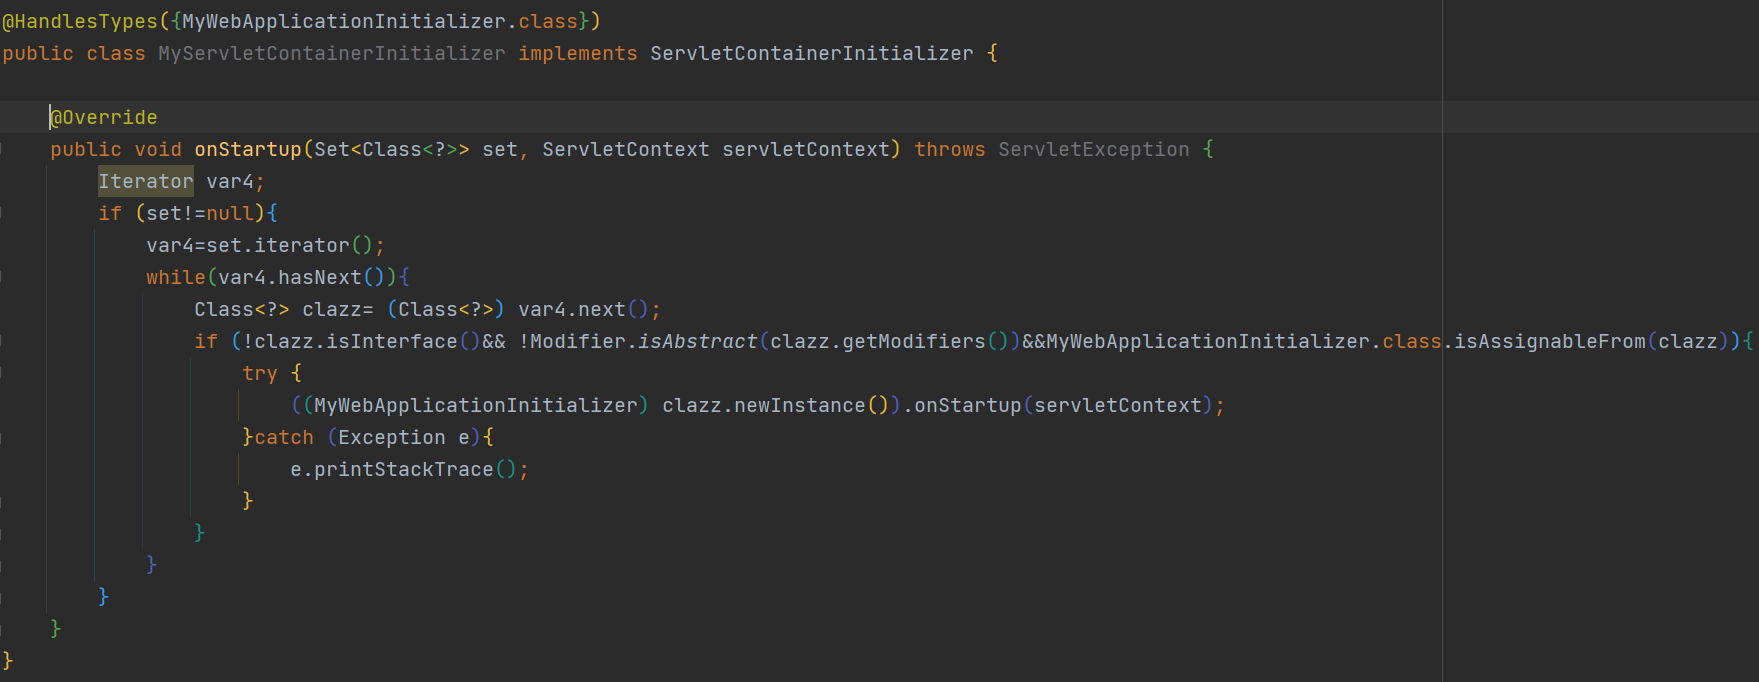 @HandlesTypes({MyWebApplicationInitializer.class})
public class MyServletContainerInitializer implements ServletContainerInitializer {
@Override
public void onStartup(Set<Class<?>> set, ServletContext servletContext) throws ServletException {
Iterator var4;
if (set!=null){
var4=set.iterator();
while(var4.hasNext()){
Class<?> clazz= (Class<?>) var4.next();
if (!clazz.isInterface()&& !Modifier.isAbstract(clazz.getModifiers())&&MyWebApplicationInitializer.class.isAssignableFrom(clazz)){
try {
((MyWebApplicationInitializer) clazz.newInstance()).onStartup(servletContext);
}catch (Exception e){
e.printStackTrace();
}
}
}
}
}
}